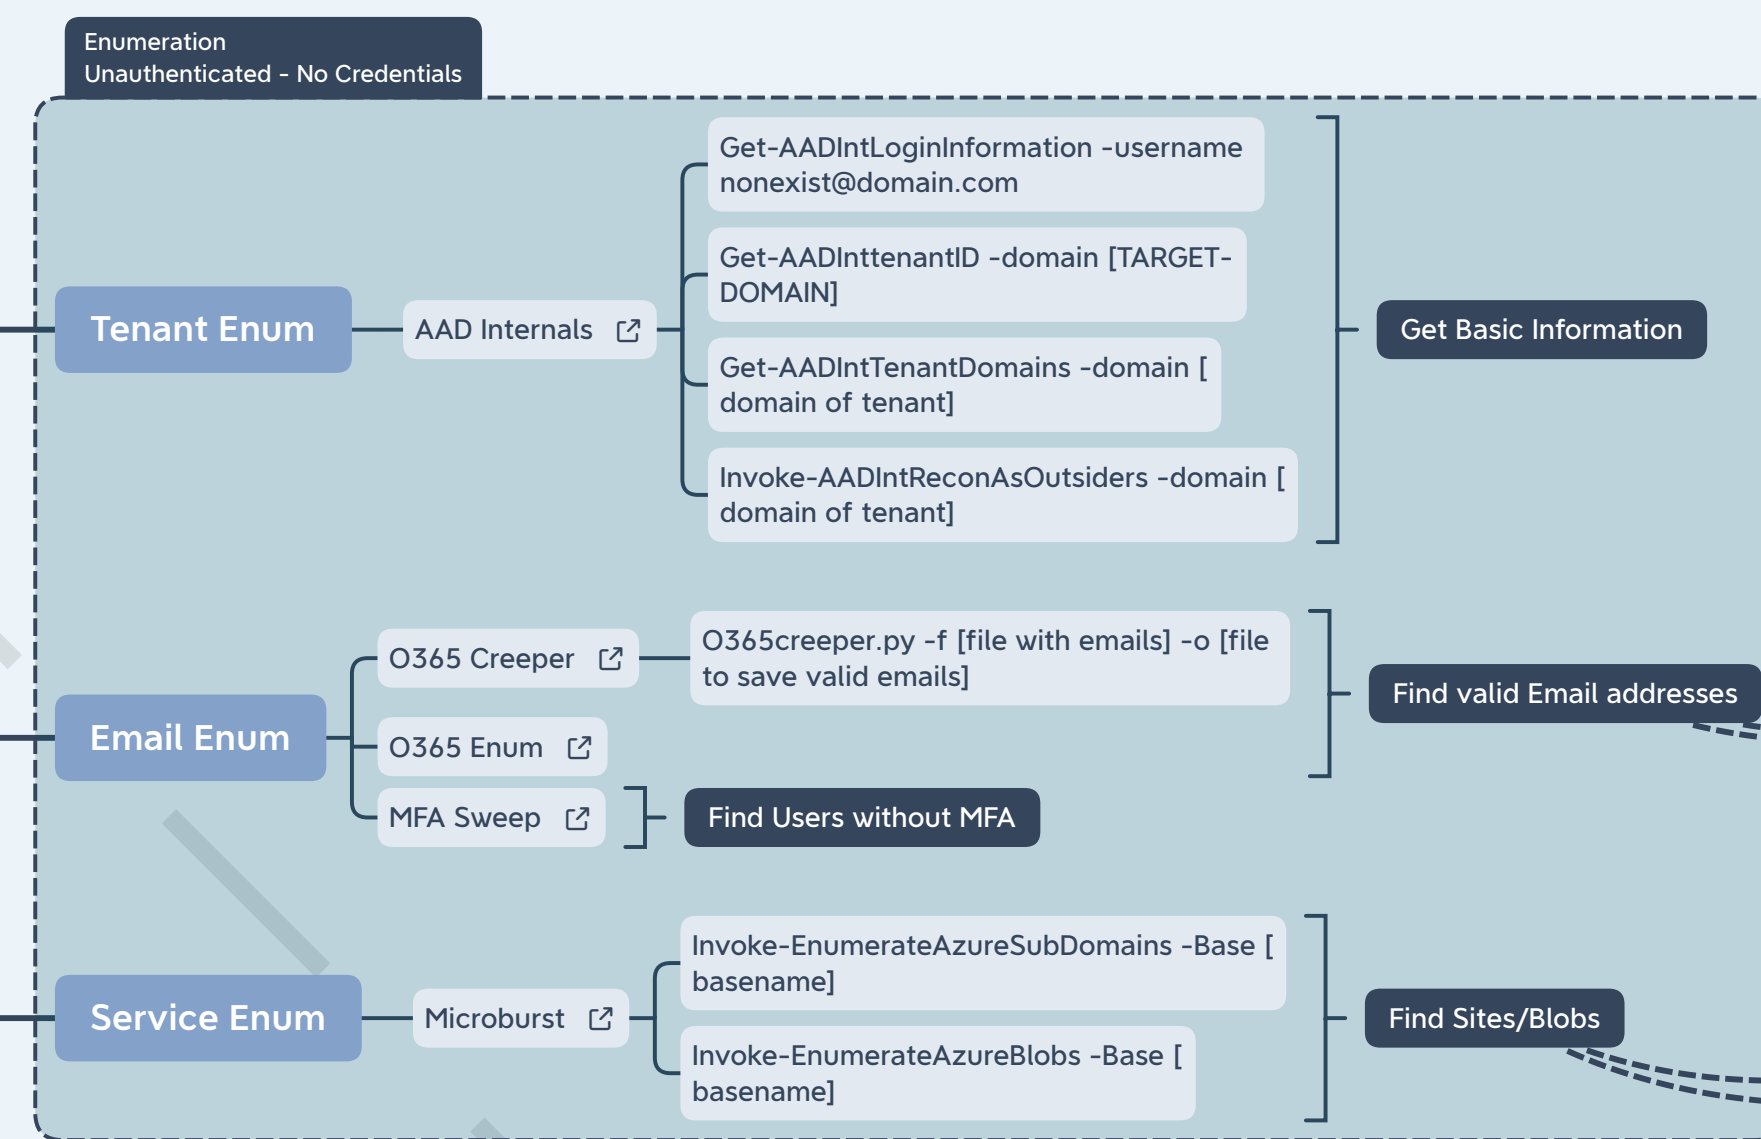 Enumeration
Unauthenticated - No Credentials
Tenant Enum
AAD Internals
Get-AADIntLoginInformation -username
nonexist@domain.com
Get-AADInttenantID -domain [TARGET-
DOMAIN]
Get-AADIntTenantDomains -domain [
domain of tenant]
Invoke-AADIntReconAsOutsiders -domain [
domain of tenant]
Get Basic Information
Email Enum
O365 Creeper
O365creeper.py -f [file with emails] -o [file
to save valid emails]
O365 Enum
Find valid Email addresses
MFA Sweep
Find Users without MFA
Service Enum
Microburst
Invoke-EnumerateAzureSubDomains -Base [
basename]
Invoke-EnumerateAzureBlobs -Base [
basename]
Find Sites/Blobs